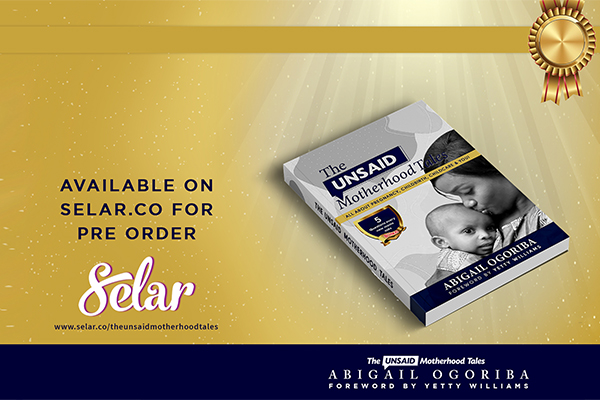 AVAILABLE ON
SELAR.CO FOR
PRE ORDER
Selar
www.selar.co/theunsaidmotherhoodtales
The
UNSAID
Motherhood Tales
ALL ABOUT PREGNANCY, CHILDBIRTH, CHILDCARE & YOU!
5
ABIGAIL OGORIBA
FOREWORD BY YETTY WILLIAMS
THE UNSAID MOTHERHOOD TALES
The UNSAID Motherhood Tales
ABIGAIL OGORIBA
FOREWORD BY YETTY WILLIAMS